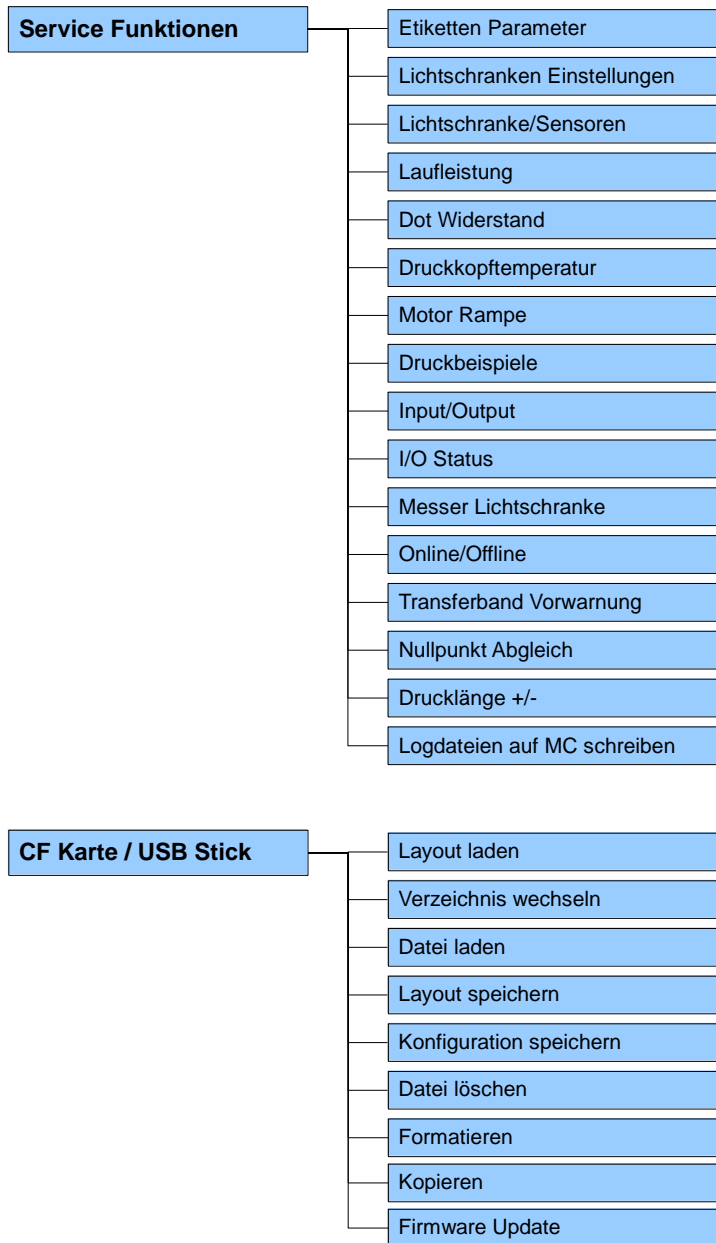 Service Funktionen
Etiketten Parameter
Lichtschranken Einstellungen
Lichtschranke/Sensoren
Laufleistung
Dot Widerstand
Druckkopftemperatur
Motor Rampe
Druckbeispiele
Input/Output
I/O Status
Messer Lichtschranke
Online/Offline
Transferband Vorwarnung
Nullpunkt Abgleich
Drucklänge +/-
Logdateien auf MC schreiben
CF Karte / USB Stick
Layout laden
Verzeichnis wechseln
Datei laden
Layout speichern
Konfiguration speichern
Datei löschen
Formatieren
Kopieren
Firmware Update